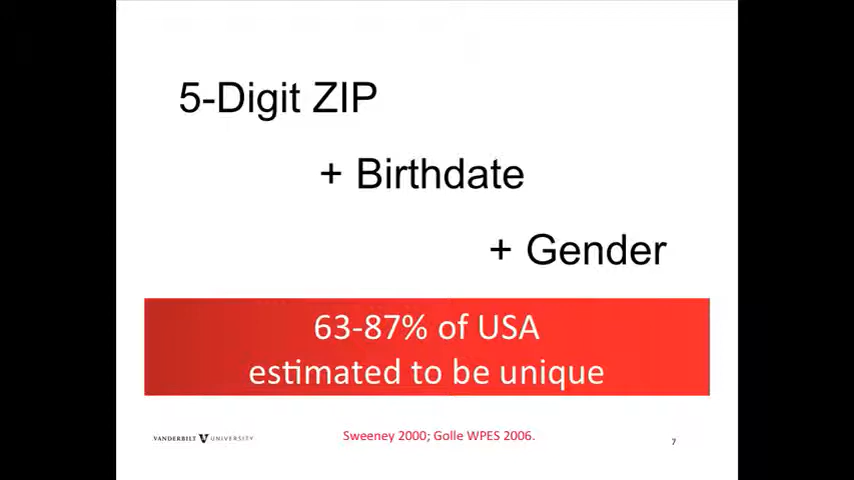 5-Digit ZIP
+ Birthdate
+ Gender
63-87% of USA
estimated to be unique
VANDERBILT V UNIVERSITY
Sweeney 2000; Golle WPES 2006.
7